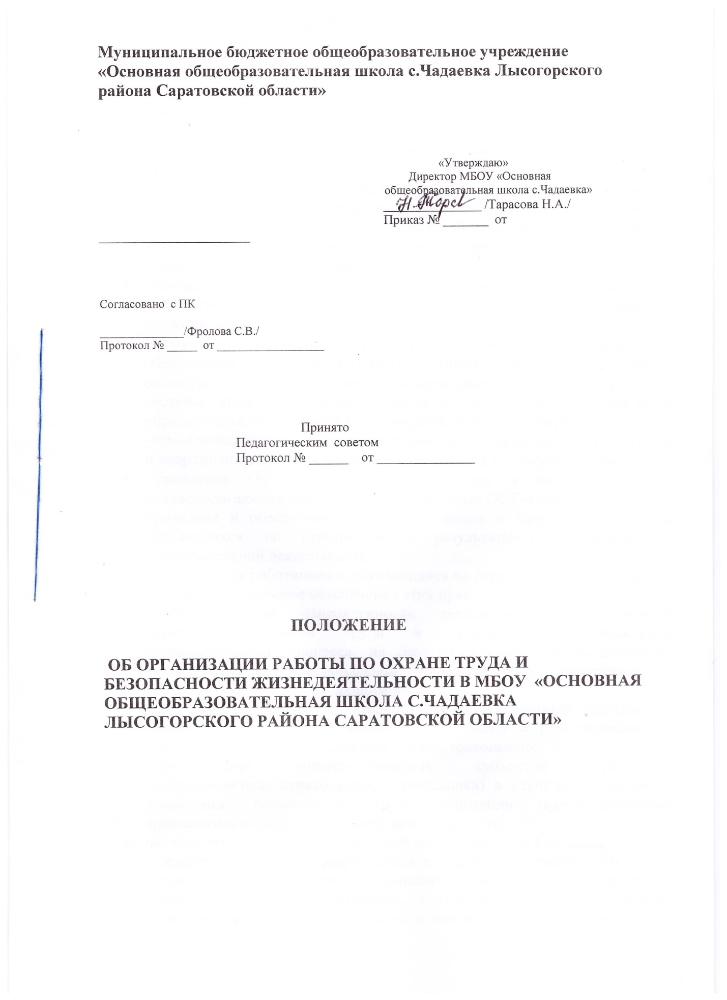 Муниципальное бюджетное общеобразовательное учреждение
«Основная общеобразовательная школа с.Чадаевка Лысогорского
района Саратовской области»
«Утверждаю»
Директор МБОУ «Основная
общеобразовательная школа с.Чадаевка»
________________ /Тарасова Н.А./
Приказ № _______ от
_________________________
Согласовано с ПК
______________/Фролова С.В./
Протокол № _____ от __________________
Принято
Педагогическим советом
Протокол № ______ от _______________
ПОЛОЖЕНИЕ
ОБ ОРГАНИЗАЦИИ РАБОТЫ ПО ОХРАНЕ ТРУДА И
БЕЗОПАСНОСТИ ЖИЗНЕДЕЯТЕЛЬНОСТИ В МБОУ «ОСНОВНАЯ
ОБЩЕОБРАЗОВАТЕЛЬНАЯ ШКОЛА С.ЧАДАЕВКА
ЛЫСОГОРСКОГО РАЙОНА САРАТОВСКОЙ ОБЛАСТИ»